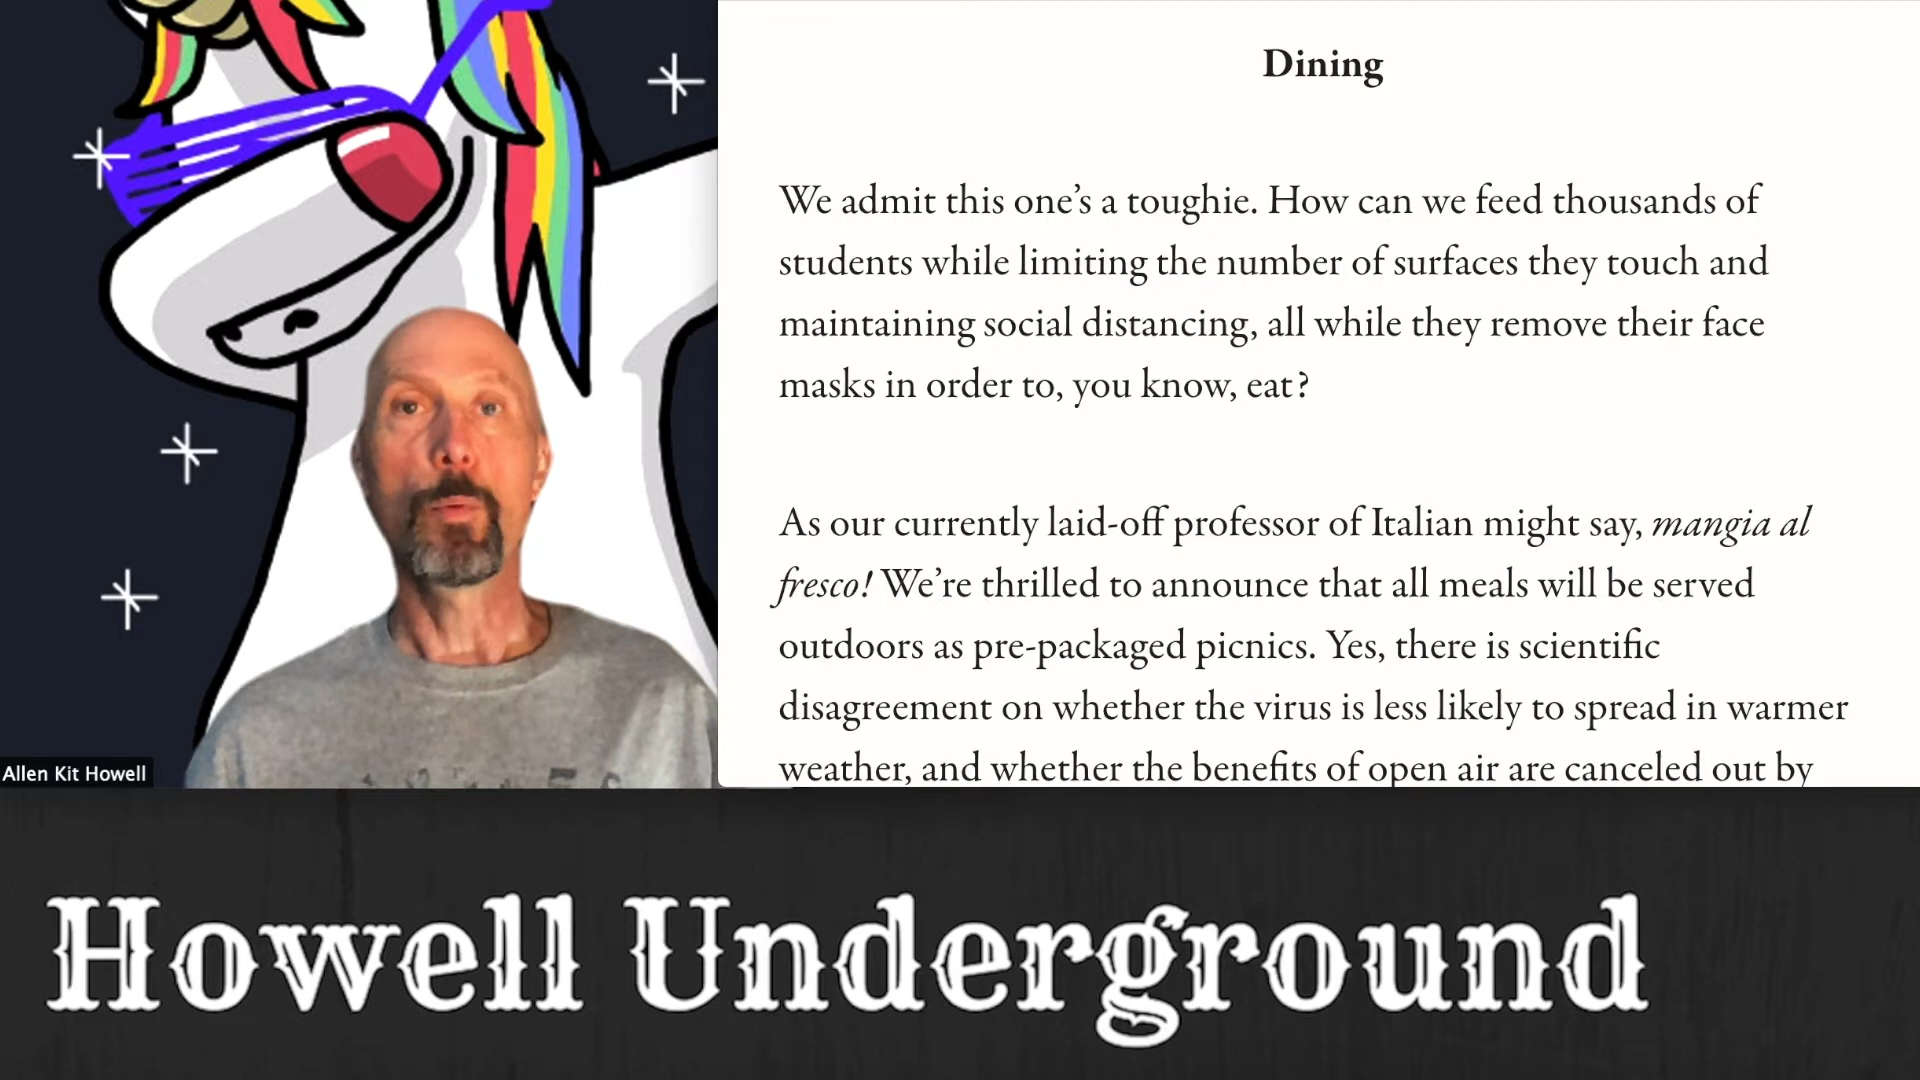 Dining
We admit this one’s a toughie. How can we feed thousands of
students while limiting the number of surfaces they touch and
maintaining social distancing, all while they remove their face
masks in order to, you know, eat?
As our currently laid-off professor of Italian might say, mangia al
fresco! We’re thrilled to announce that all meals will be served
outdoors as pre-packaged picnics. Yes, there is scientific
disagreement on whether the virus is less likely to spread in warmer
weather, and whether the benefits of open air are canceled out by
Allen Kit Howell
Howell Underground